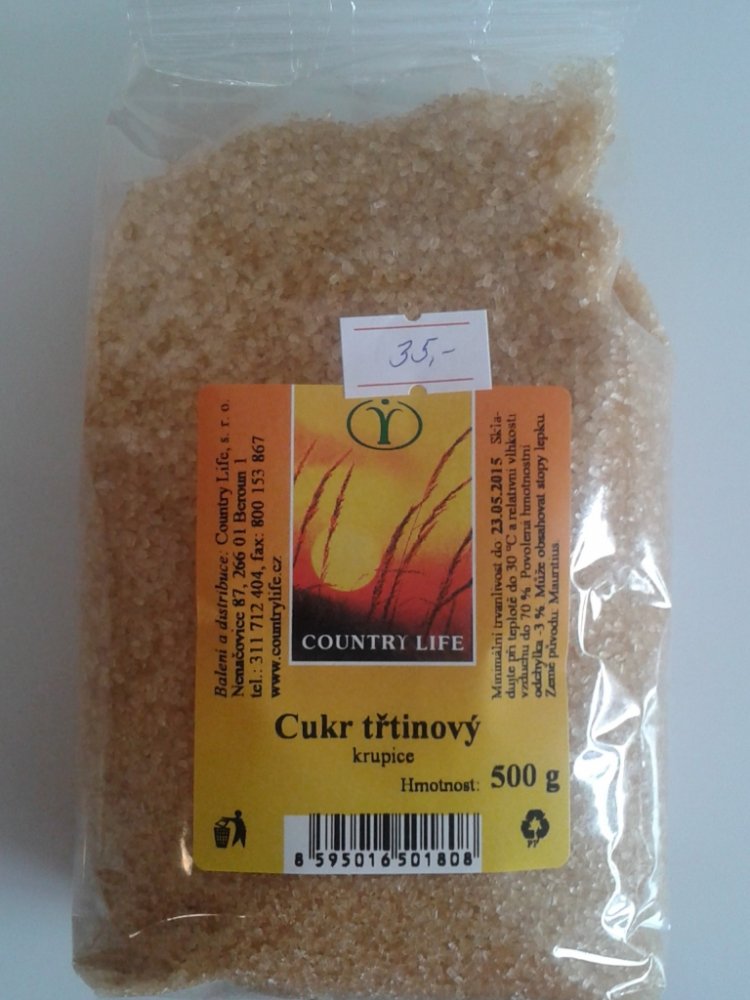 35,-
Balení a distribuce: Country Life, s. r. o.
Nenačovice 87, 266 01 Beroun 1
tel.: 311 712 404, fax: 800 153 867
www.countrylife.cz
COUNTRY LIFE
Minimální trvanlivost do 23.05.2015 Skla-
dujte při teplotě do 30 °C a relativní vlhkosti
vzduchu do 70 %. Povolená hmotnostní
odchylka -3 %. Může obsahovat stopy lepku.
Země původu: Mauritius
Cukr třtinový
krupice
Hmotnost: 500 g
8 595016 501808
PP